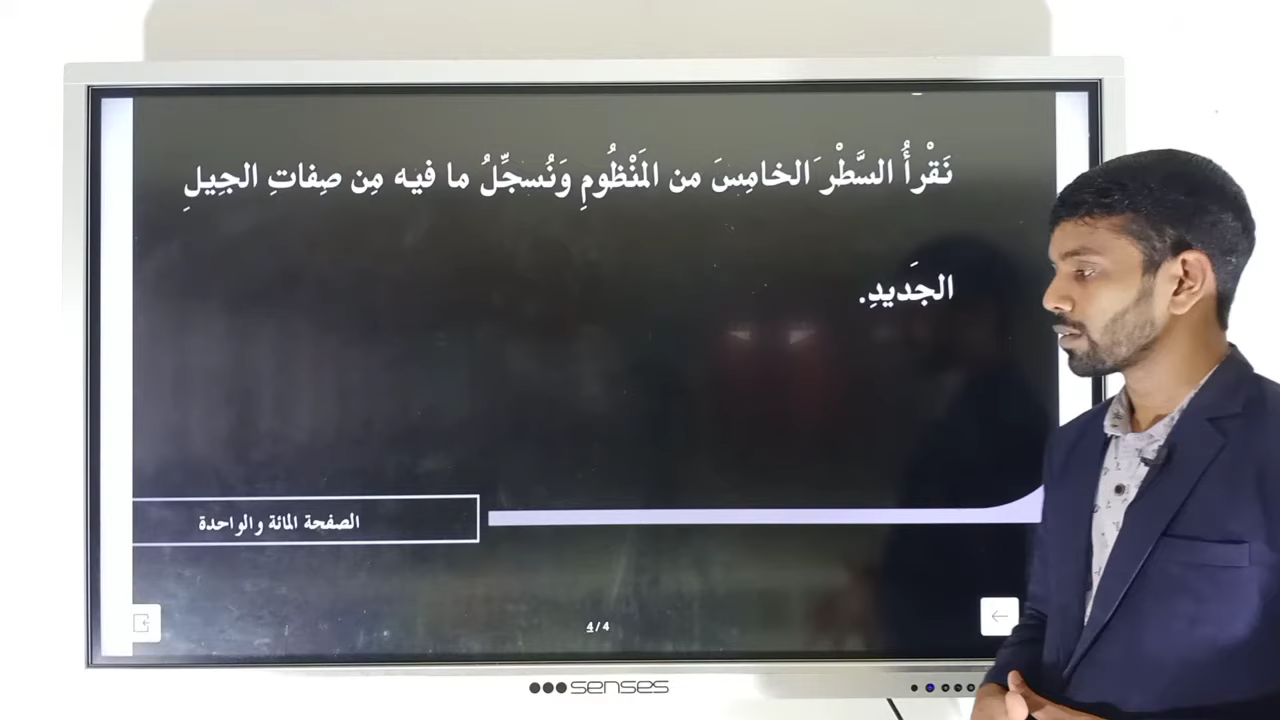 نَقْرأُ السَّطْرَ الخامِسَ من المَنْظُومِ وَنُسجِّلُ ما فيه مِن صِفاتِ الجِيلِ
الجَديدِ.
الصفحة المائة والواحدة
4/4
senses